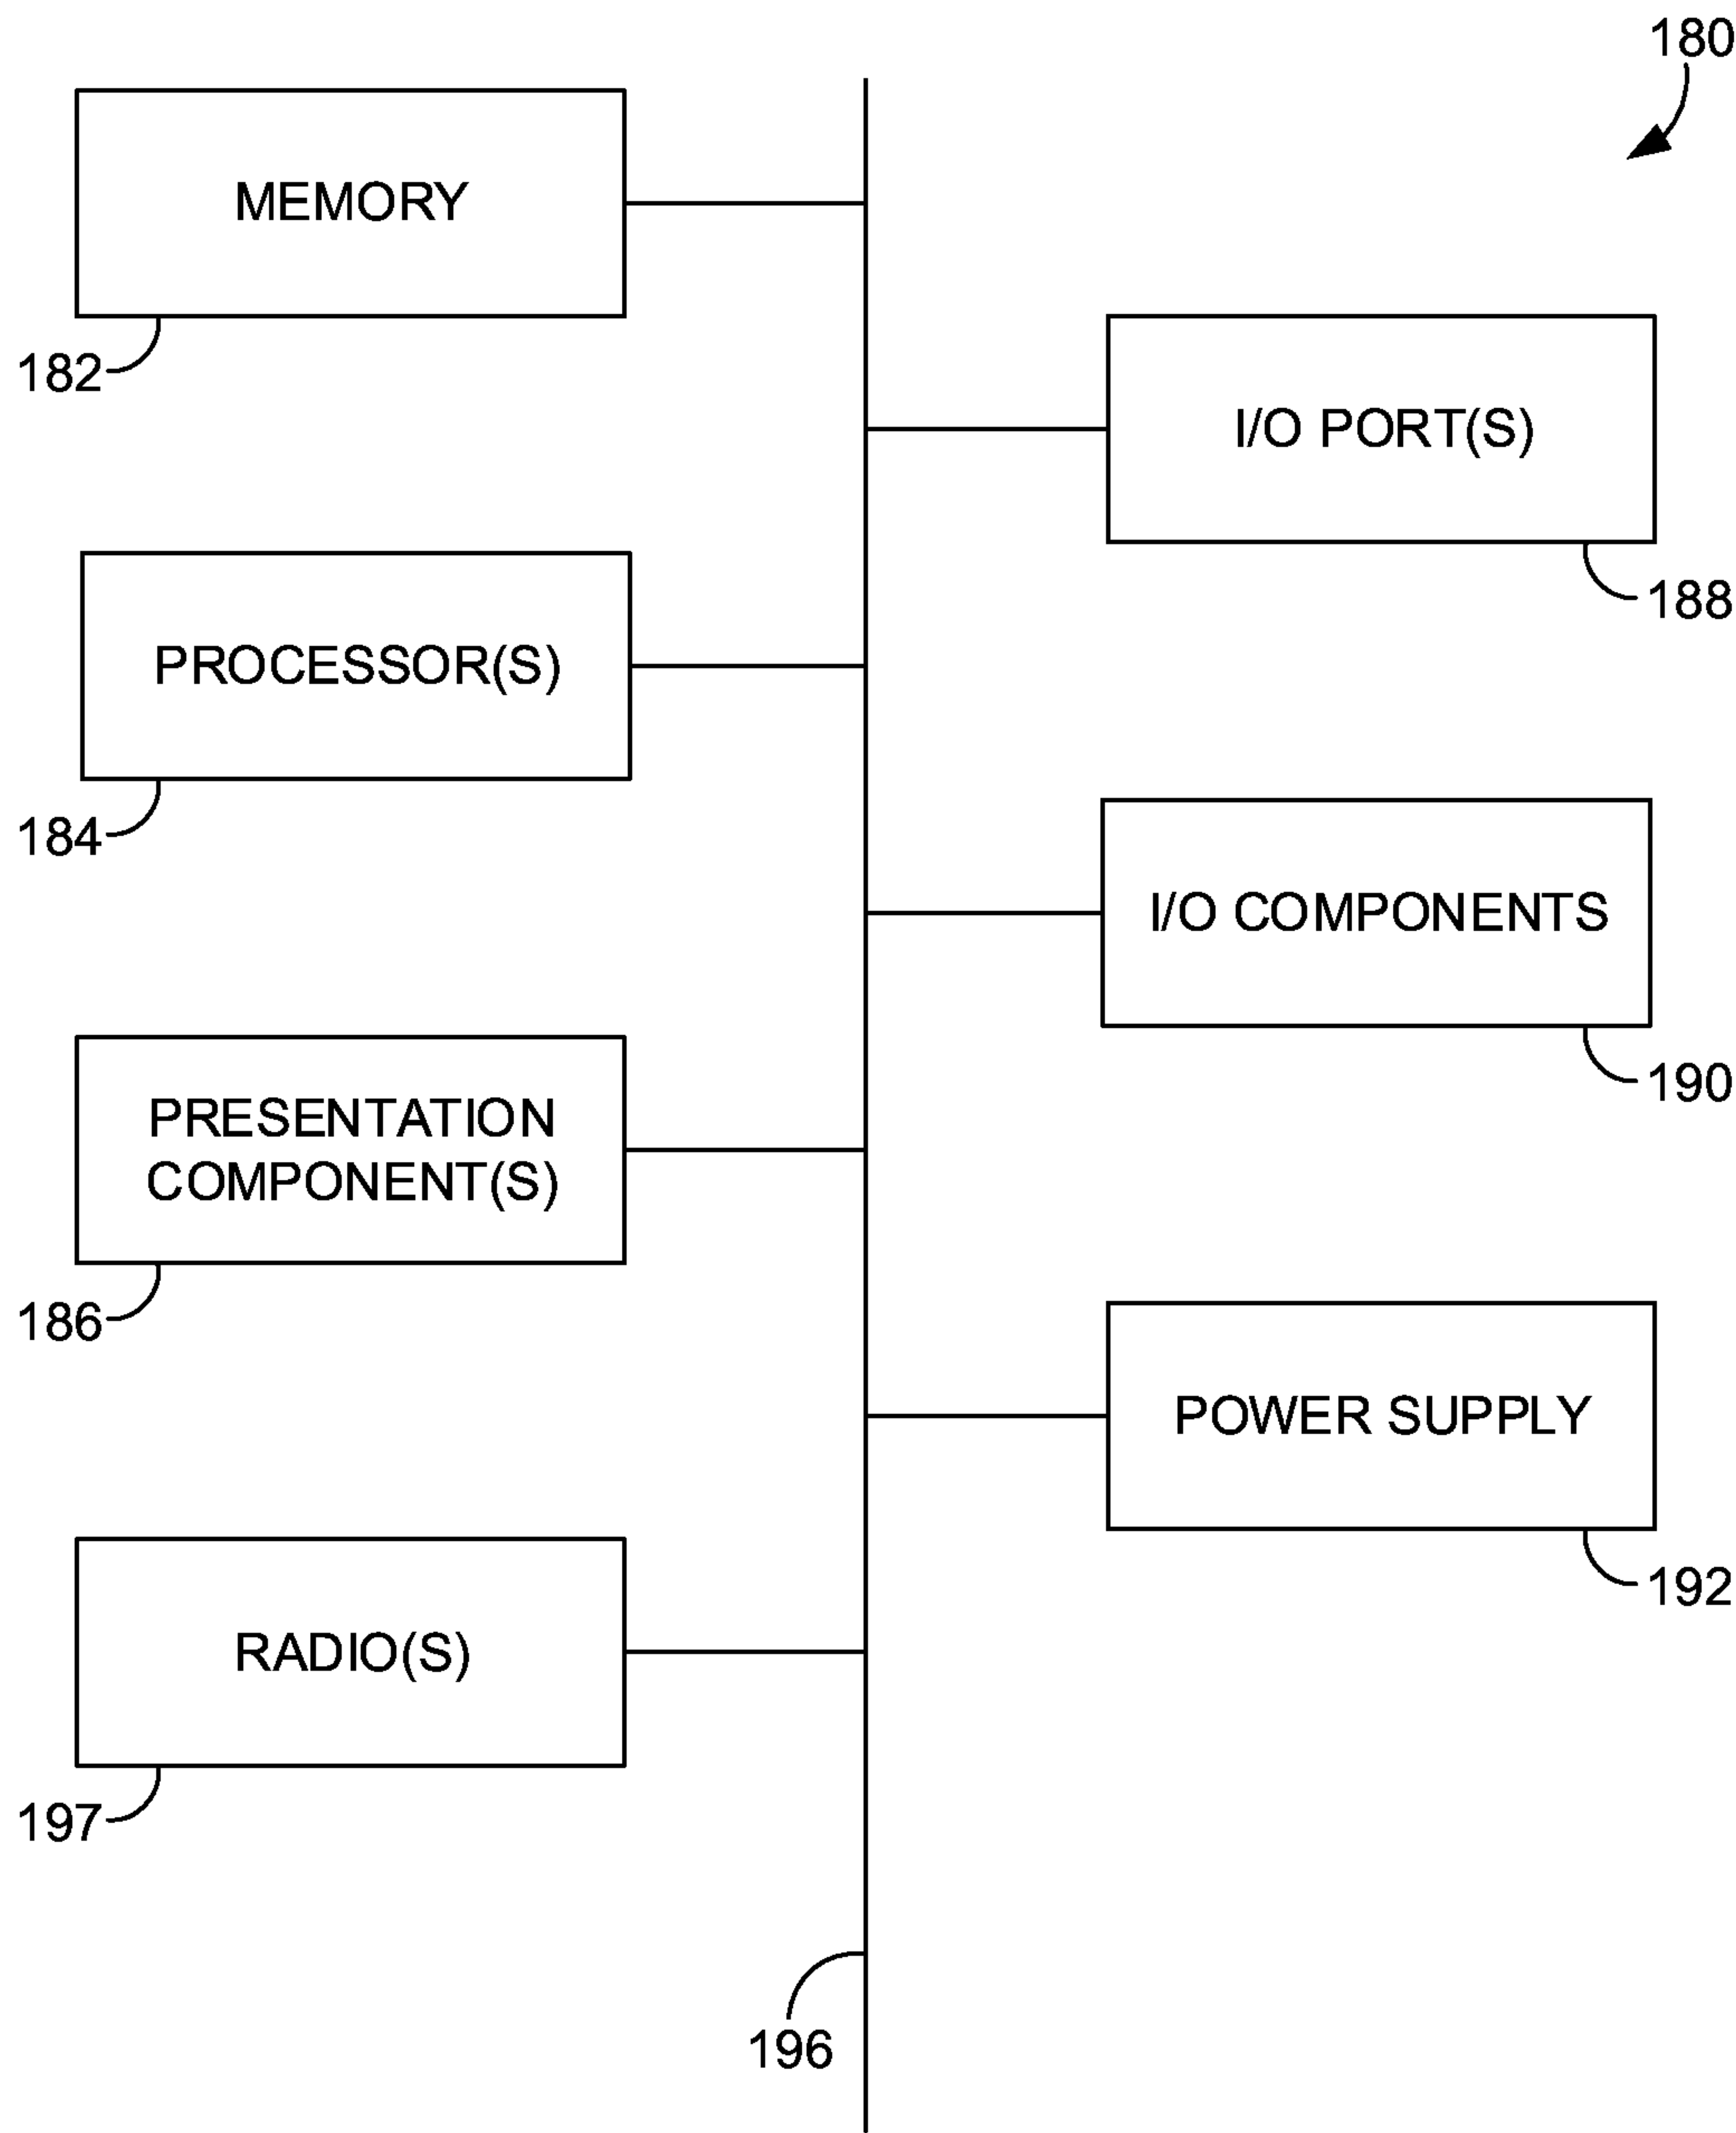 180
MEMORY
182
I/O PORT(S)
188
PROCESSOR(S)
184
I/O COMPONENTS
190
PRESENTATION
COMPONENT(S)
186
POWER SUPPLY
192
RADIO(S)
197
196